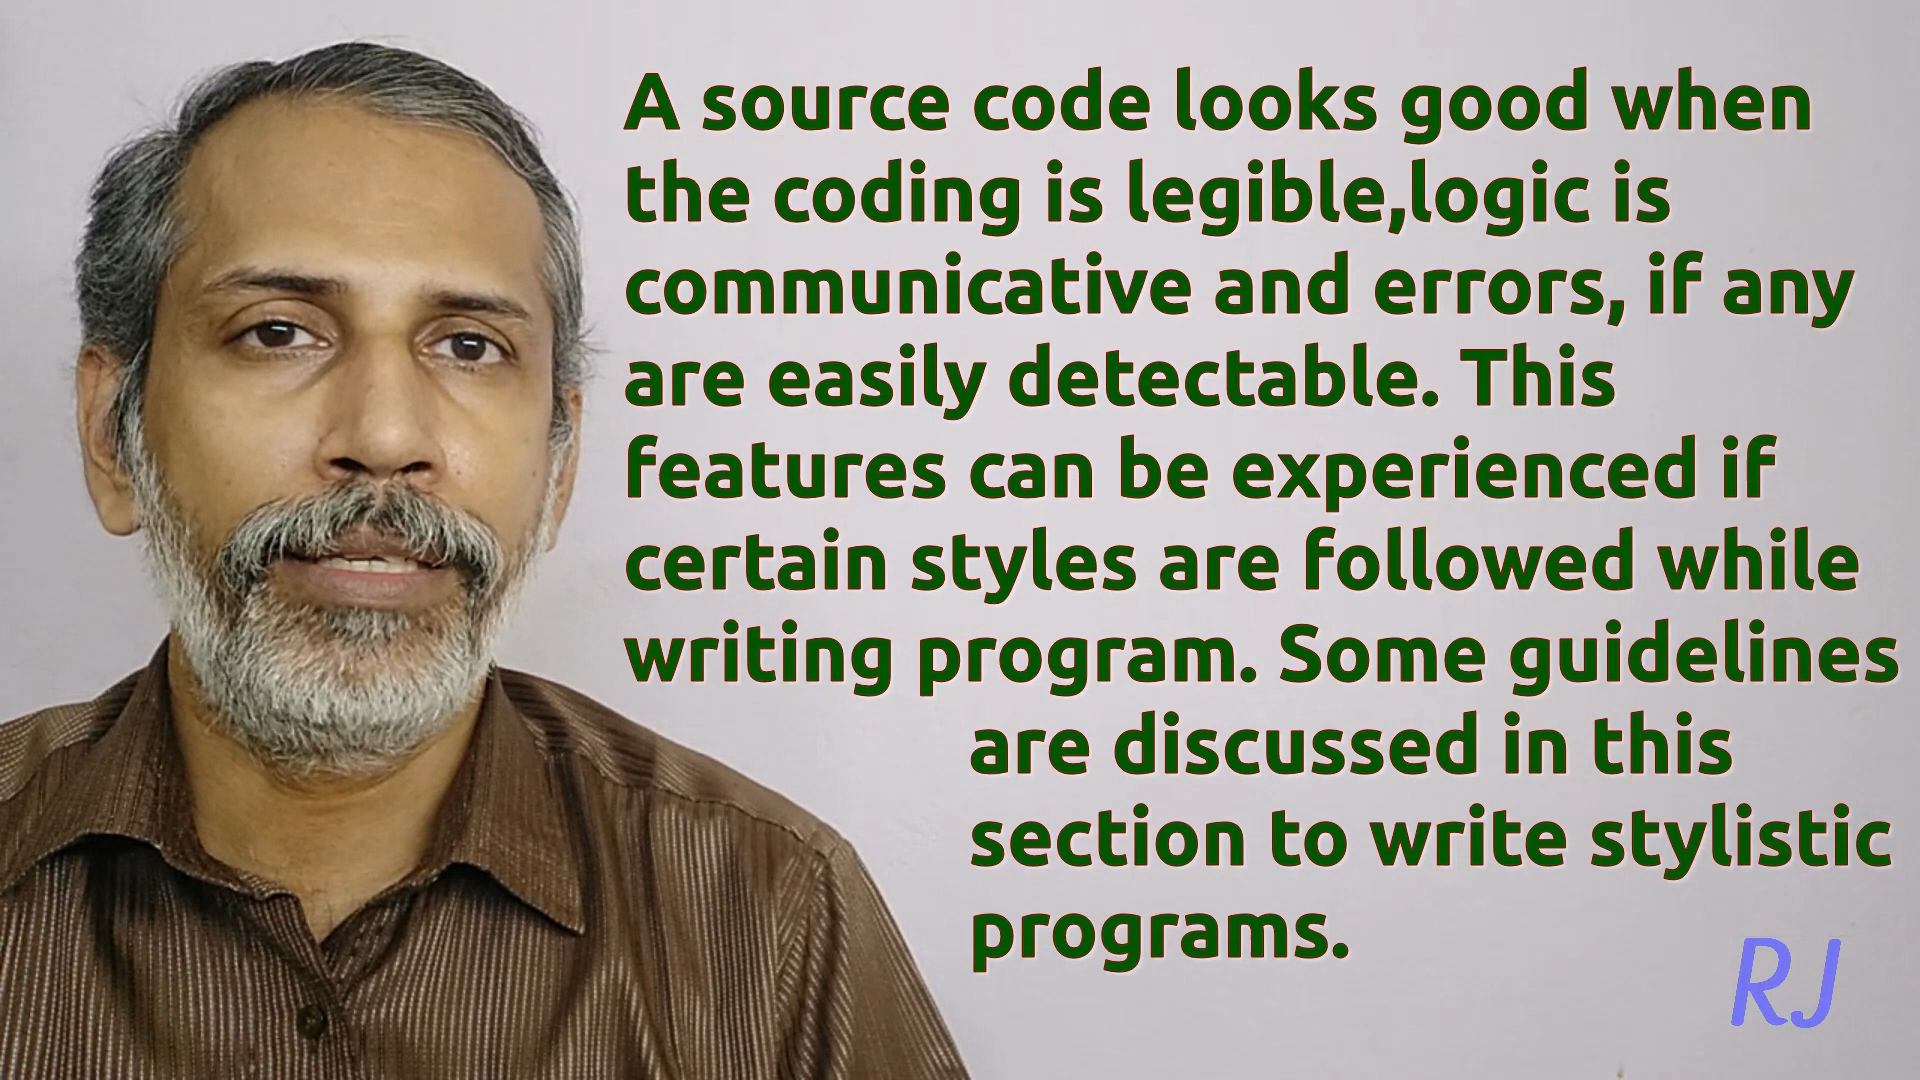 A source code looks good when
the coding is legible,logic is
communicative and errors, if any
are easily detectable. This
features can be experienced if
certain styles are followed while
writing program. Some guidelines
are discussed in this
section to write stylistic
programs.
RJ